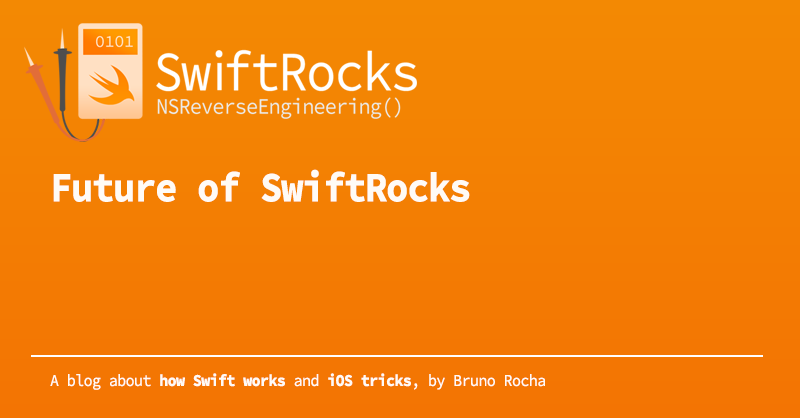 0101
SwiftRocks
NSReverseEngineering()
Future of SwiftRocks
A blog about how Swift works and iOS tricks, by Bruno Rocha